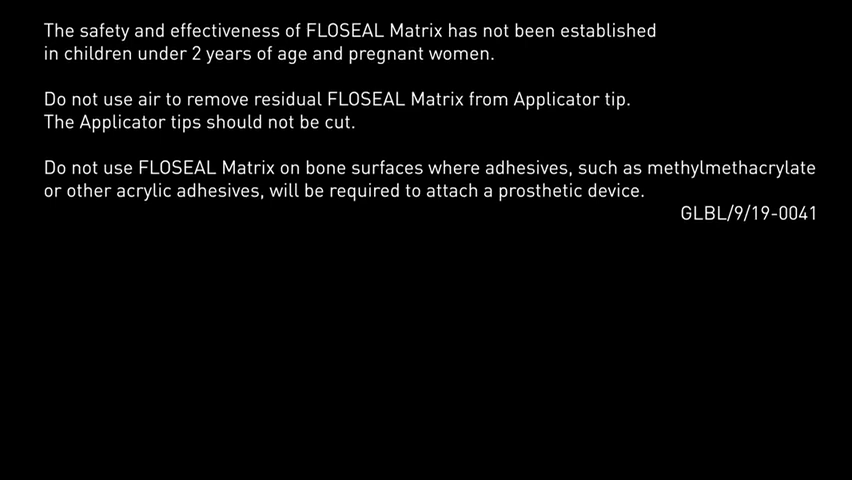 The safety and effectiveness of FLOSEAL Matrix has not been established
in children under 2 years of age and pregnant women.
Do not use air to remove residual FLOSEAL Matrix from Applicator tip.
The Applicator tips should not be cut.
Do not use FLOSEAL Matrix on bone surfaces where adhesives, such as methylmethacrylate
or other acrylic adhesives, will be required to attach a prosthetic device.
GLBL/9/19-0041